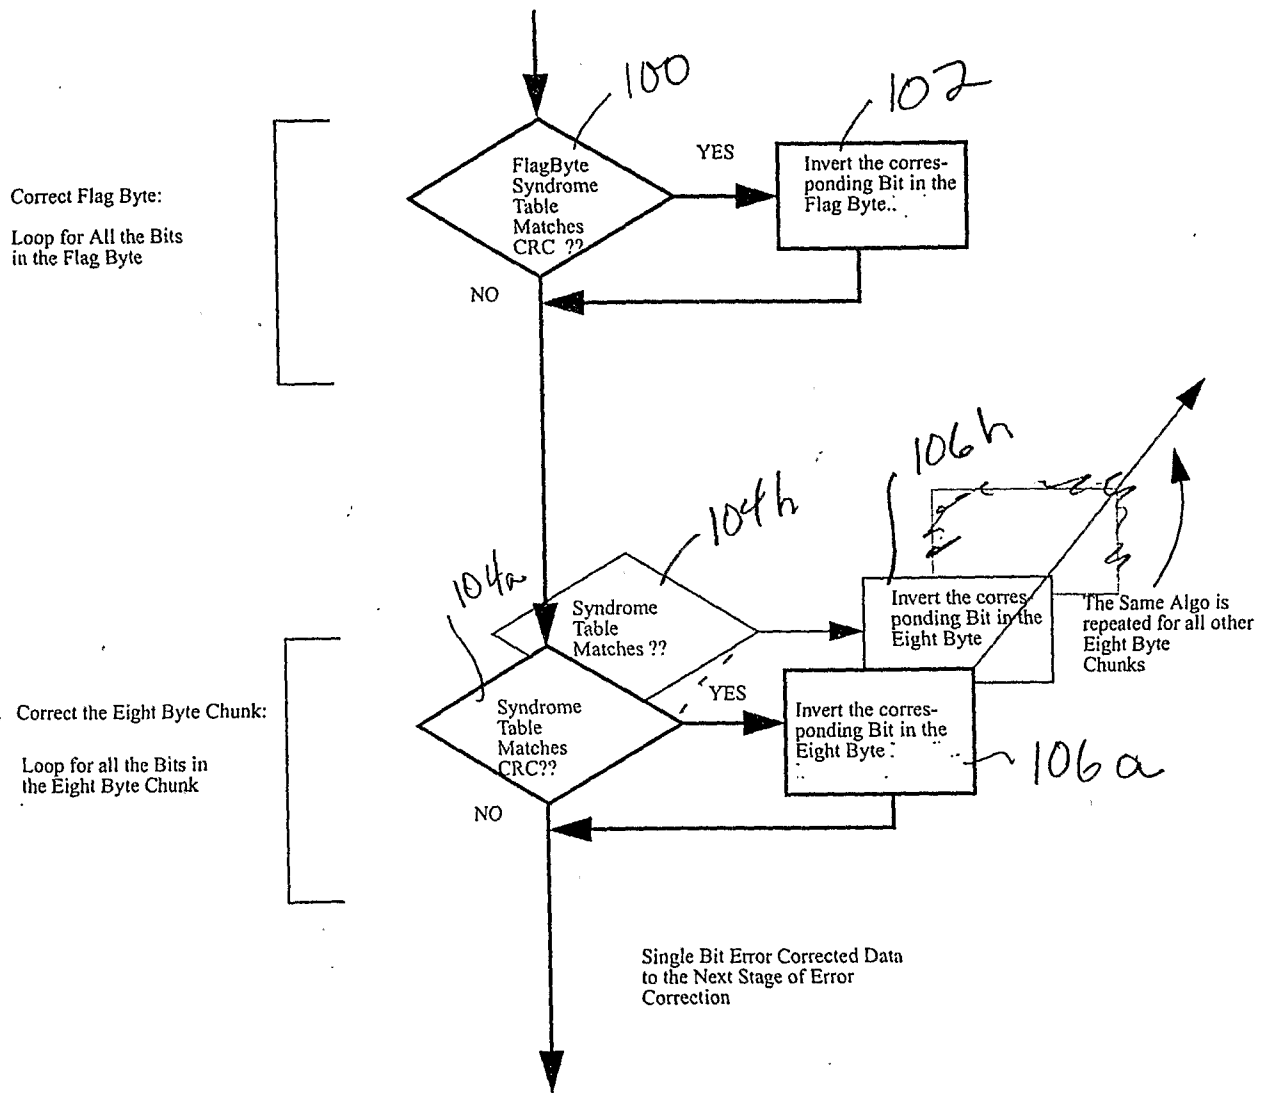 100
102
YES
FlagByte
Syndrome
Table
Matches
CRC ??
Invert the corres-
ponding Bit in the
Flag Byte..
Correct Flag Byte:
Loop for All the Bits
in the Flag Byte
NO
106h
104h
104a
Syndrome
Table
Matches ??
Invert the corres-
ponding Bit in the
Eight Byte
The Same Algo is
repeated for all other
Eight Byte
Chunks
YES
Correct the Eight Byte Chunk:
Loop for all the Bits in
the Eight Byte Chunk
Syndrome
Table
Matches
CRC??
Invert the corres-
ponding Bit in the
Eight Byte
106a
NO
Single Bit Error Corrected Data
to the Next Stage of Error
Correction